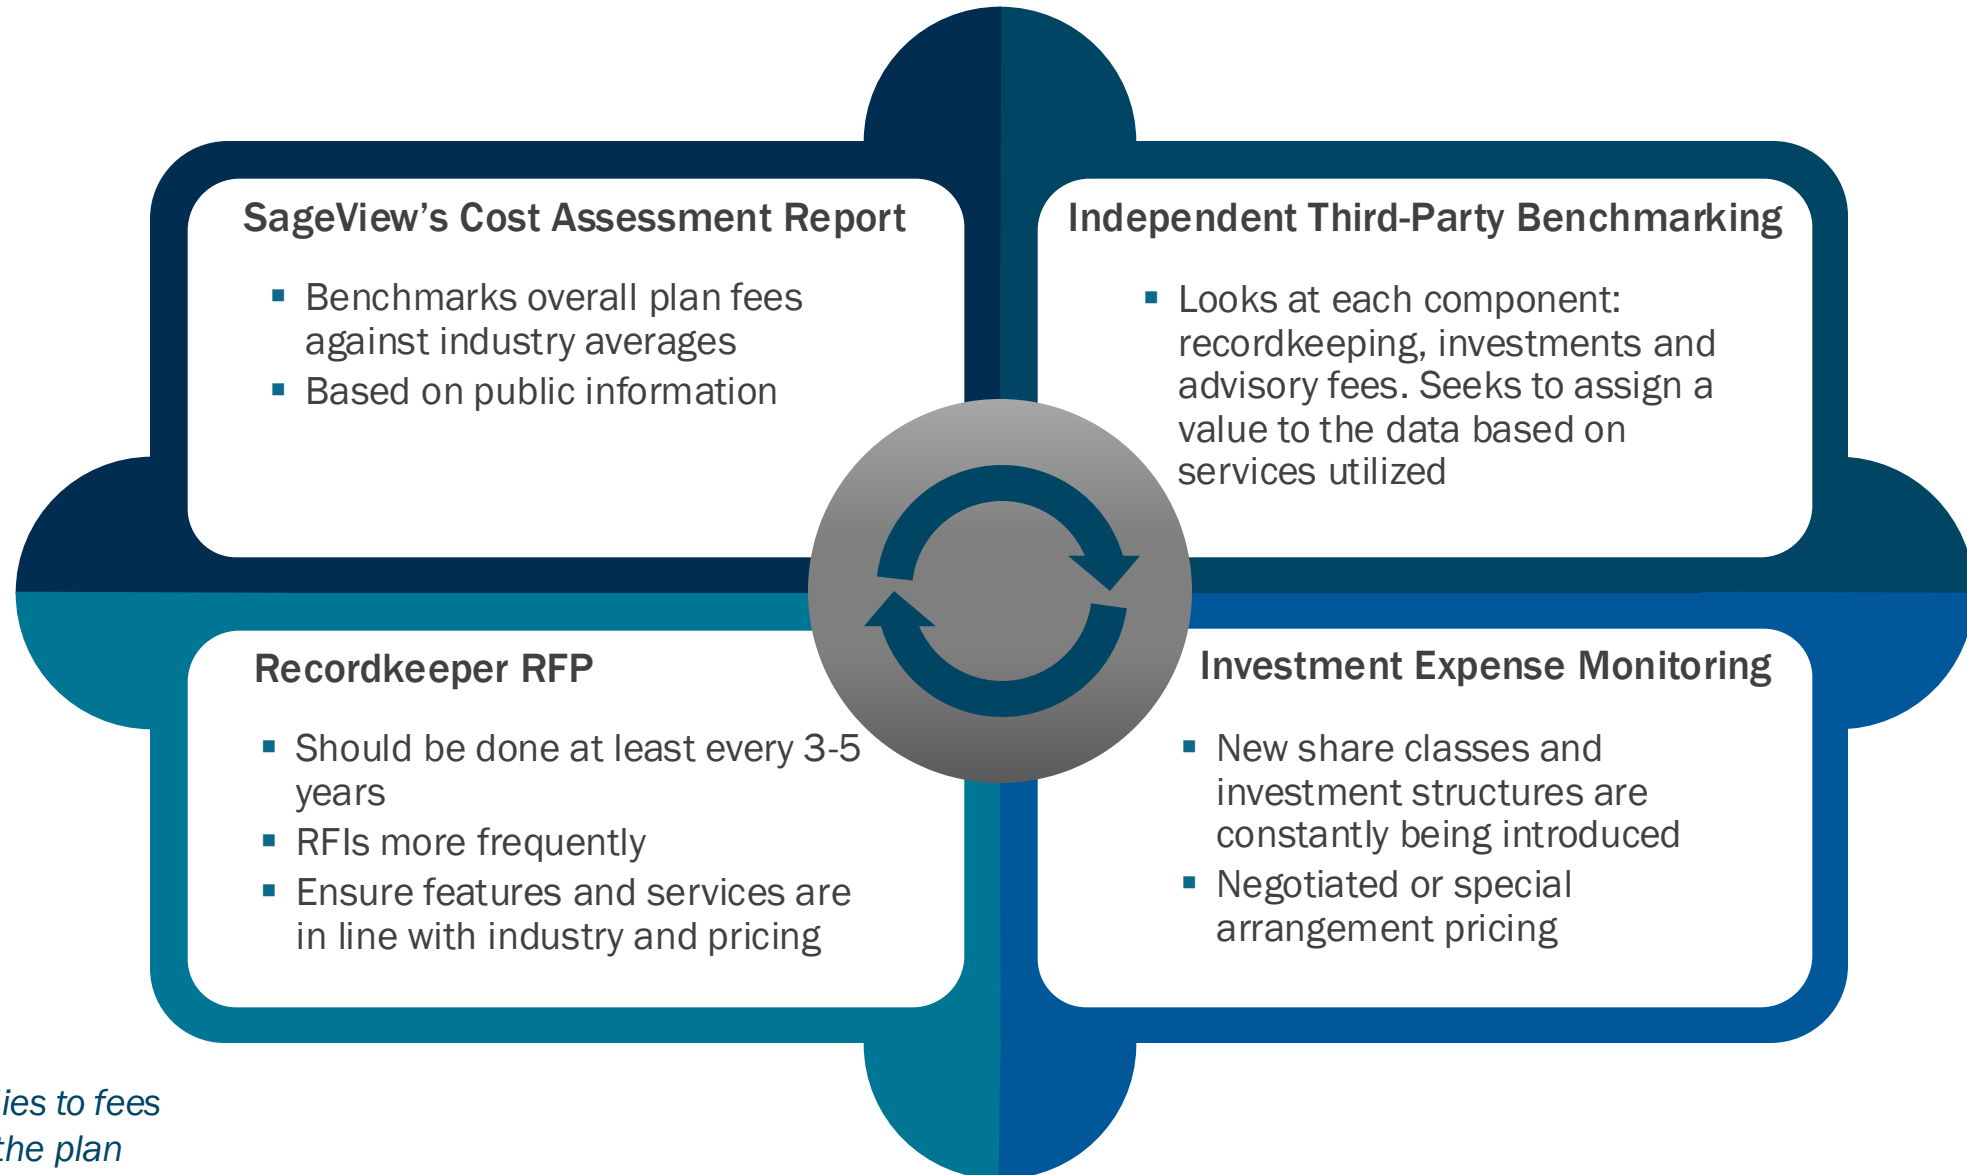 SageView’s Cost Assessment Report
▪ Benchmarks overall plan fees
against industry averages
▪ Based on public information
Independent Third-Party Benchmarking
▪ Looks at each component:
recordkeeping, investments and
advisory fees. Seeks to assign a
value to the data based on
services utilized
Recordkeeper RFP
▪ Should be done at least every 3-5
years
▪ RFIs more frequently
▪ Ensure features and services are
in line with industry and pricing
Investment Expense Monitoring
▪ New share classes and
investment structures are
constantly being introduced
▪ Negotiated or special
arrangement pricing
to fees
the plan